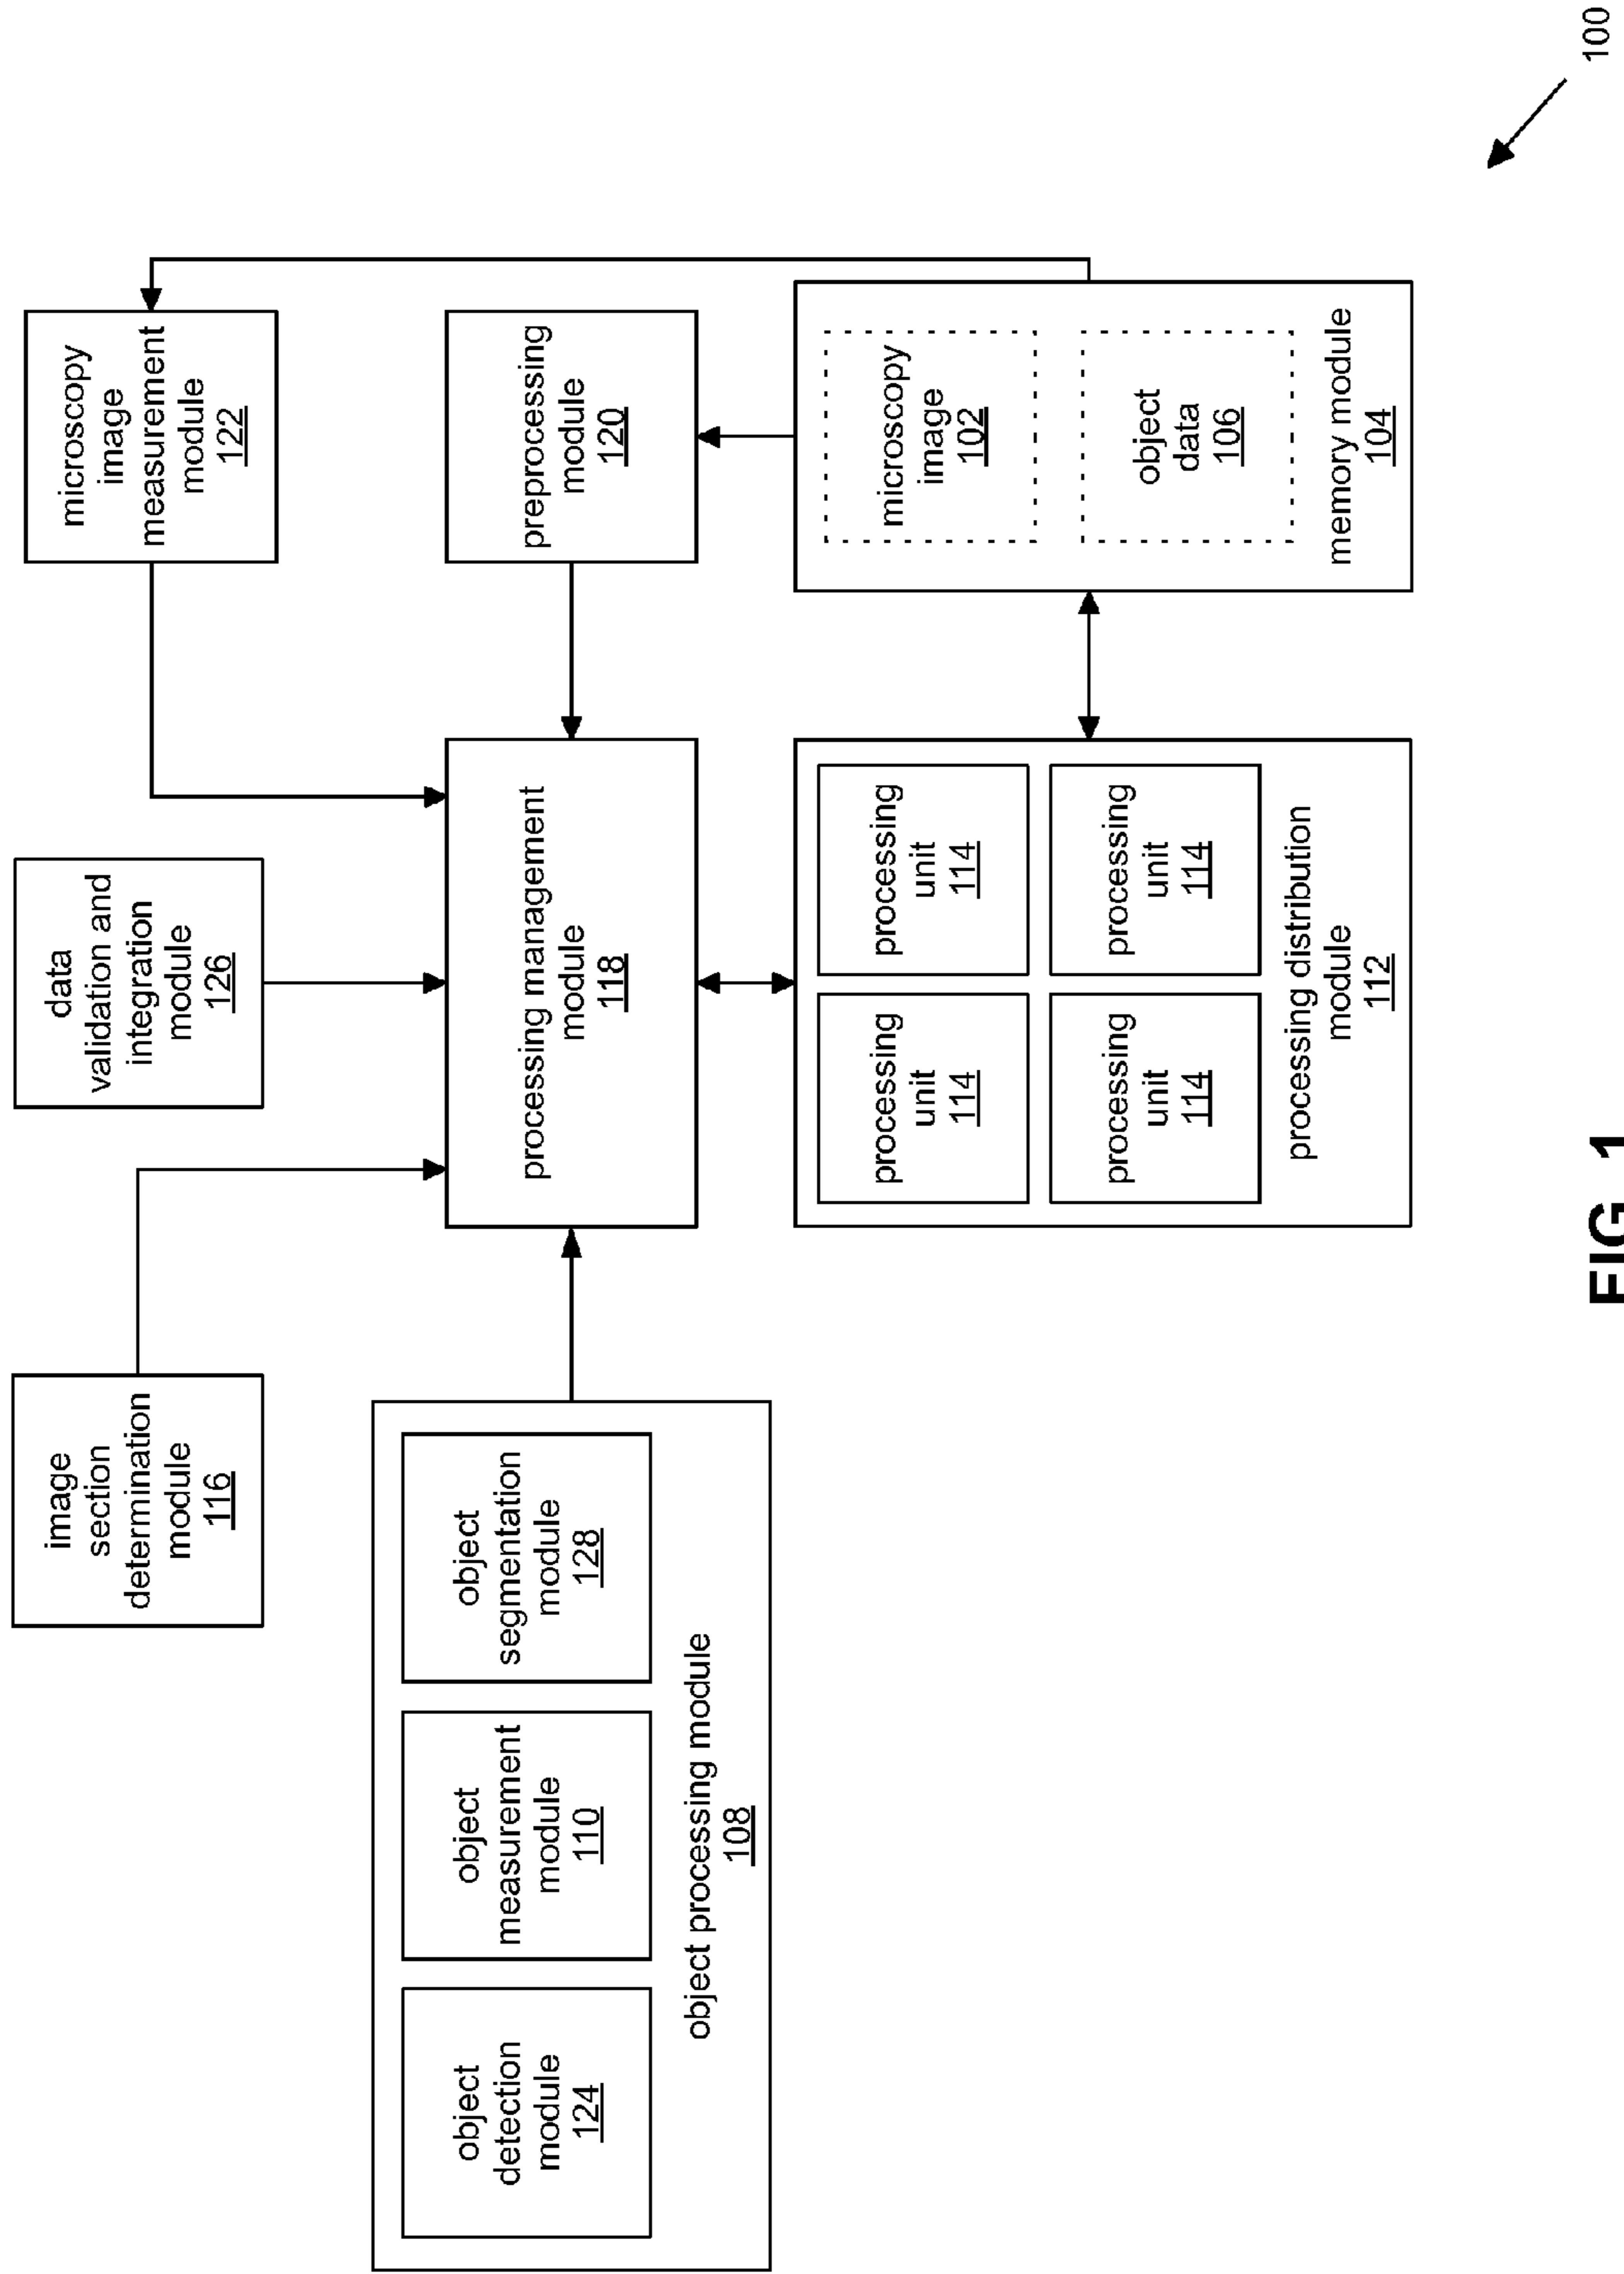 image
section
determination
module
116
data
validation and
integration
module
126
microscopy
image
measurement
module
122
object
detection
module
124
object
measurement
module
110
object
segmentation
module
128
object processing module
108
processing management
module
118
preprocessing
module
120
processing
unit
114
processing
unit
114
processing
unit
114
processing
unit
114
processing distribution
module
112
microscopy
image
102
object
data
106
memory module
104
100
FIG. 1